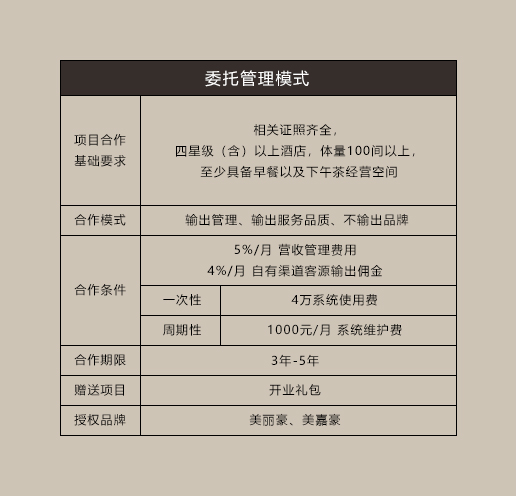 委托管理模式
项目合作
基础要求
相关证照齐全，
四星级（含）以上酒店，体量100间以上，
至少具备早餐以及下午茶经营空间
合作模式
输出管理、输出服务品质、不输出品牌
合作条件
5%/月 营收管理费用
4%/月 自有渠道客源输出佣金
一次性
4万系统使用费
周期性
1000元/月 系统维护费
合作期限
3年-5年
赠送项目
开业礼包
授权品牌
美丽豪、美嘉豪